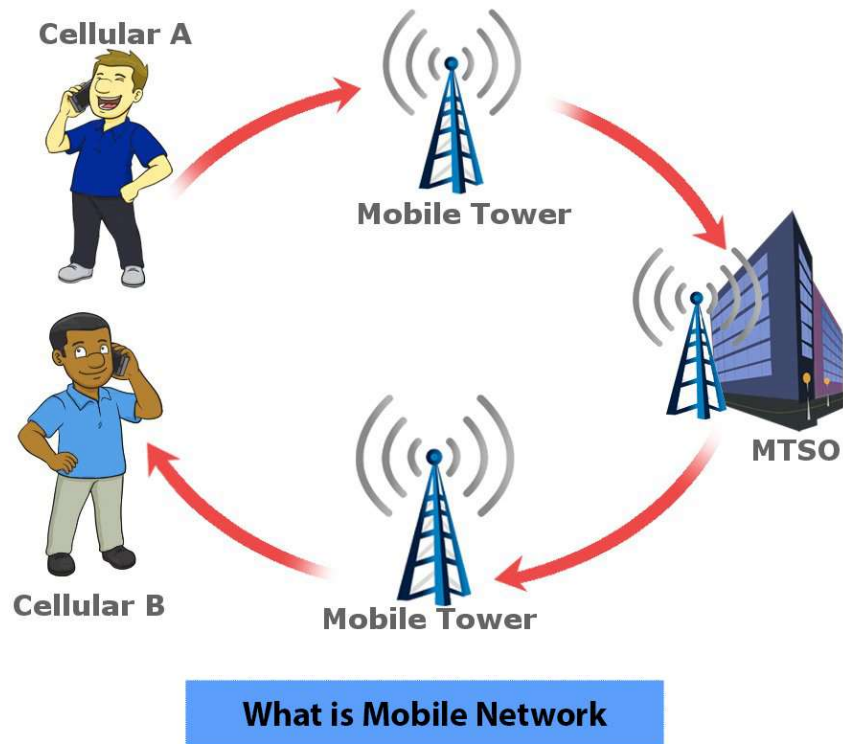 Cellular A
Mobile Tower
MTSO
Cellular B
Mobile Tower
What is Mobile Network